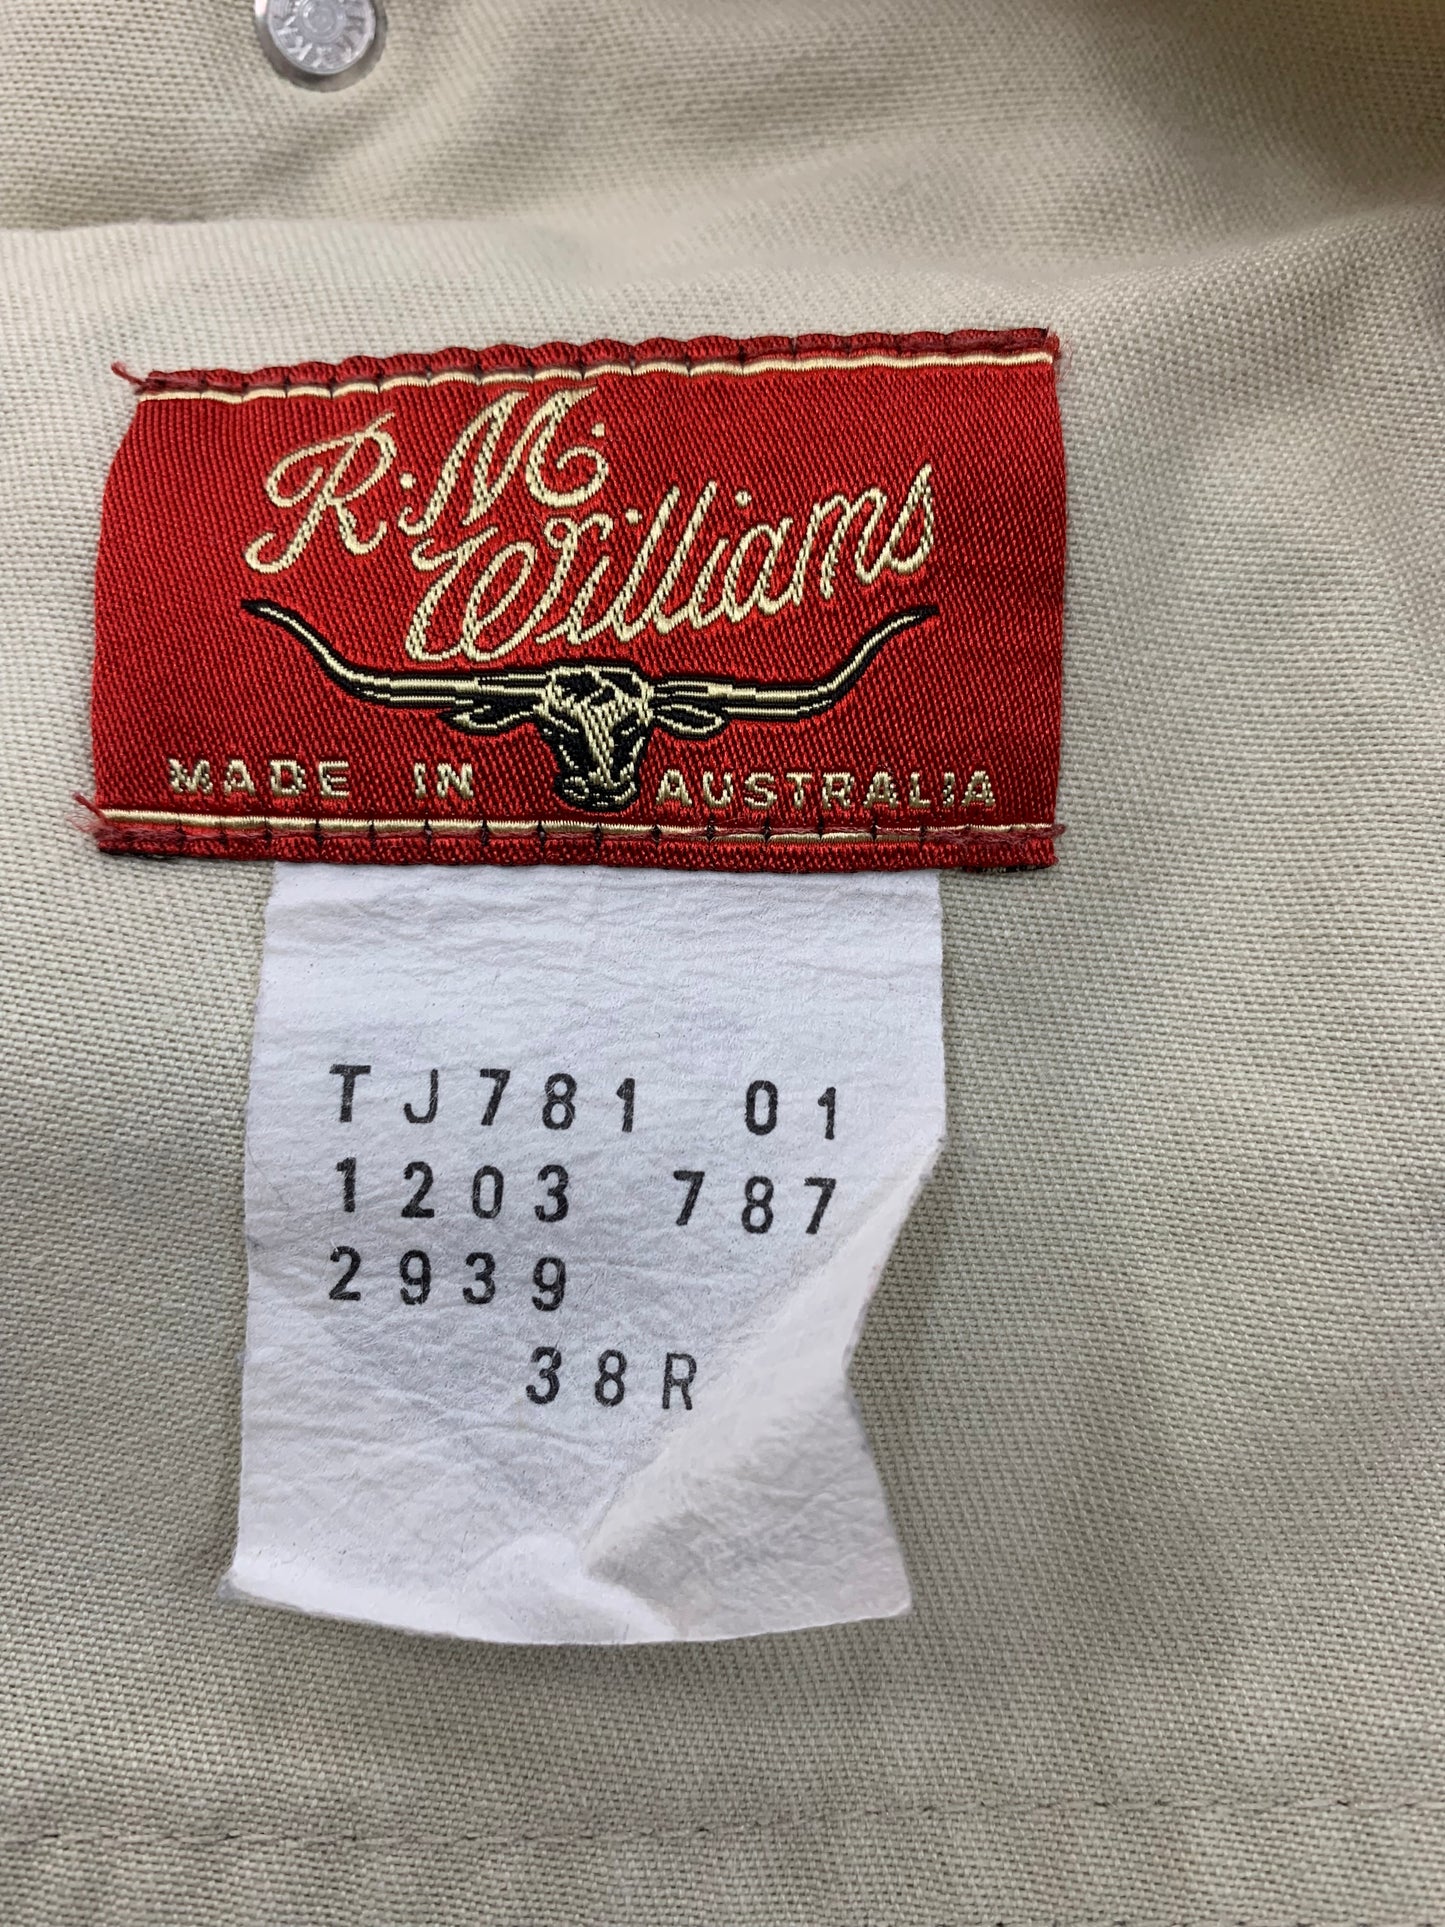 R.M.
Williams
MADE IN AUSTRALIA
TJ781 01
1203 787
2939
38R